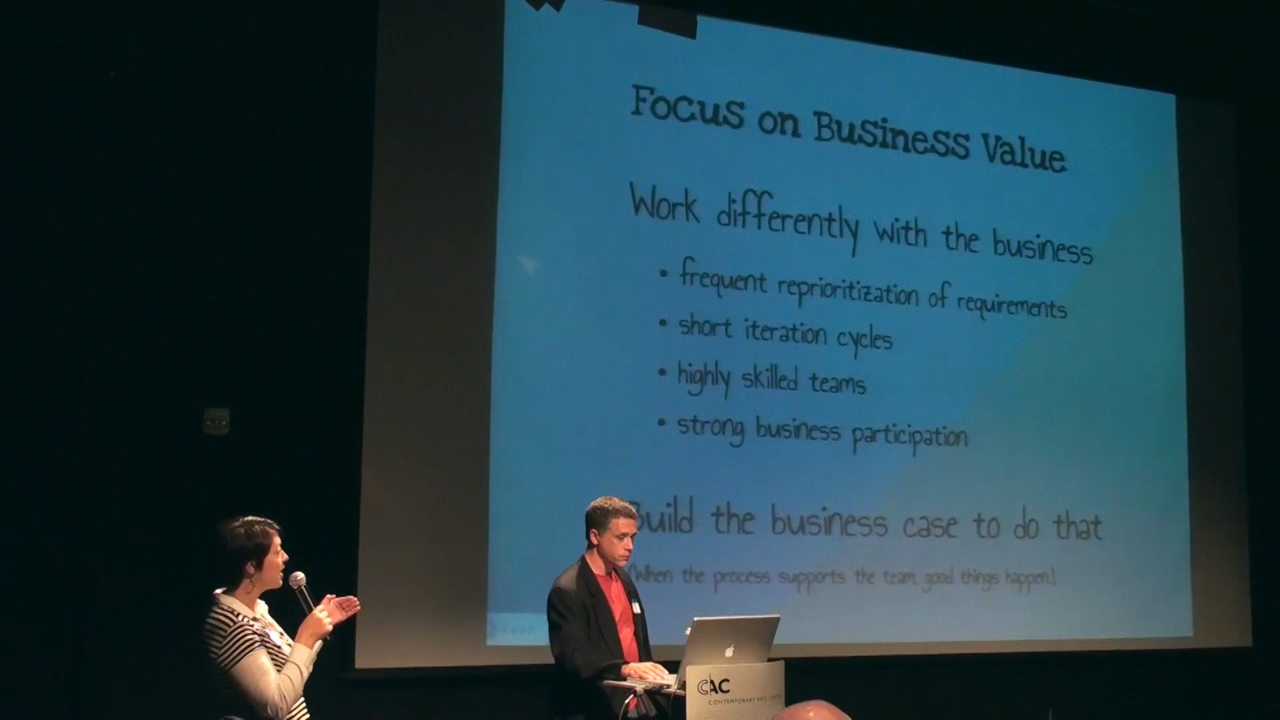 Focus on Business Value
Work differently with the business
• frequent reprioritization of requirements
• short iteration cycles
• highly skilled teams
• strong business participation
Build the business case to do that
(When the process supports the team good things happen!)
CAC
CONTEMPORARY ARTS